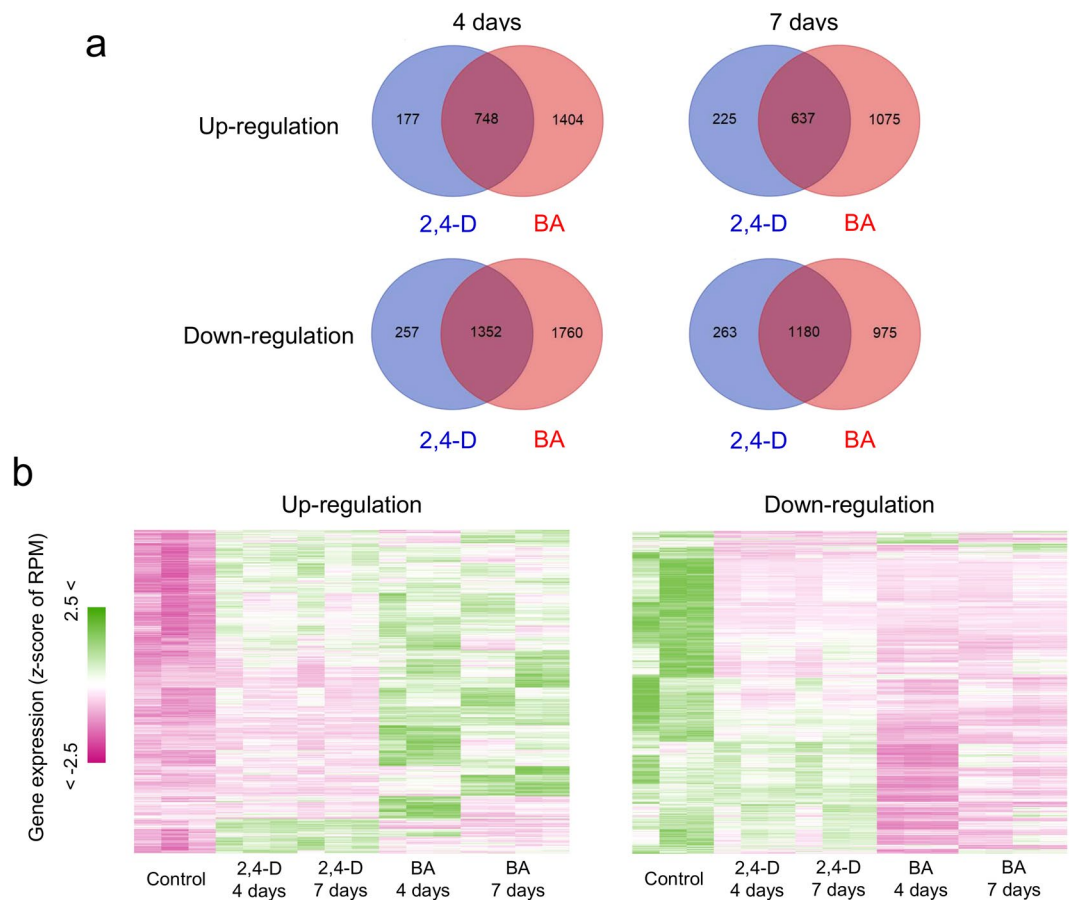 a
4 days
7 days
Up-regulation
177
748
1404
225
637
1075
2,4-D
BA
2,4-D
BA
Down-regulation
257
1352
1760
263
1180
975
2,4-D
BA
2,4-D
BA
b
Up-regulation
Down-regulation
Gene expression (z-score of RPM)
2.5 <
< -2.5
Control
2,4-D
4 days
2,4-D
7 days
BA
4 days
BA
7 days
Control
2,4-D
4 days
2,4-D
7 days
BA
4 days
BA
7 days